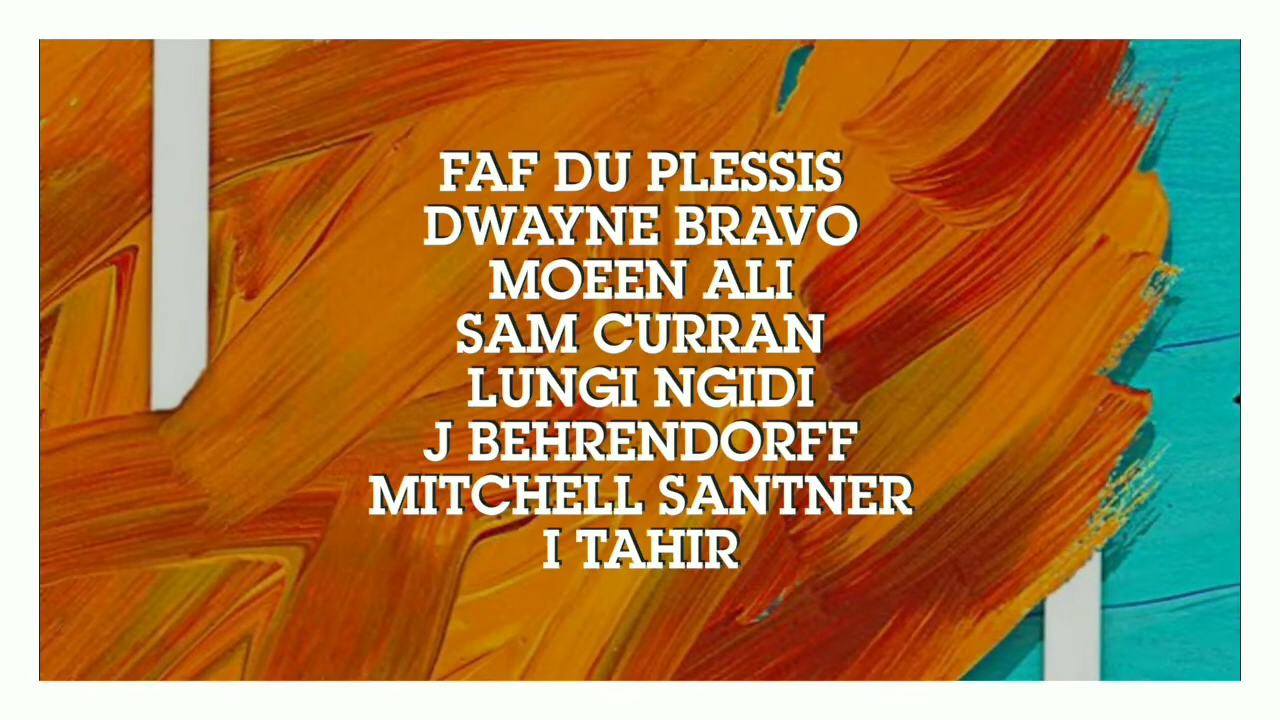 FAF DU PLESSIS
DWAYNE BRAVO
MOEEN ALI
SAM CURRAN
LUNGI NGIDI
J BEHRENDORFF
MITCHELL SANTNER
I TAHIR